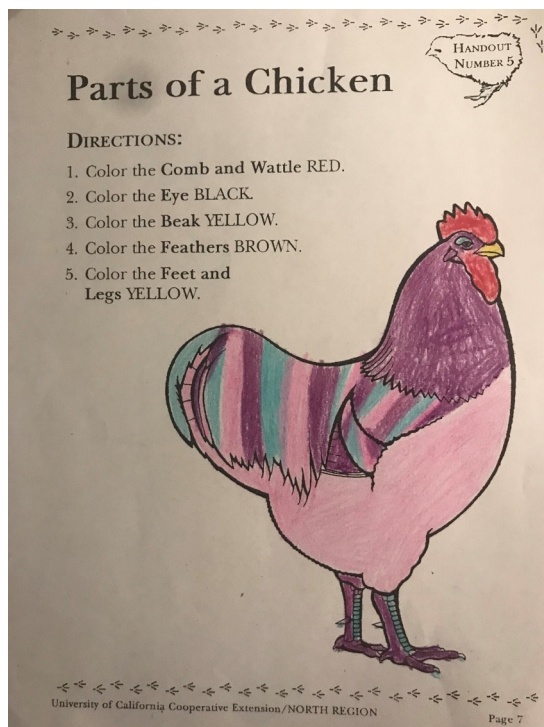 HANDOUT
NUMBER 5
Parts of a Chicken
DIRECTIONS:
1. Color the Comb and Wattle RED.
2. Color the Eye BLACK.
3. Color the Beak YELLOW.
4. Color the Feathers BROWN.
5. Color the Feet and
Legs YELLOW.
University of California Cooperative Extension/NORTH REGION
Page 7